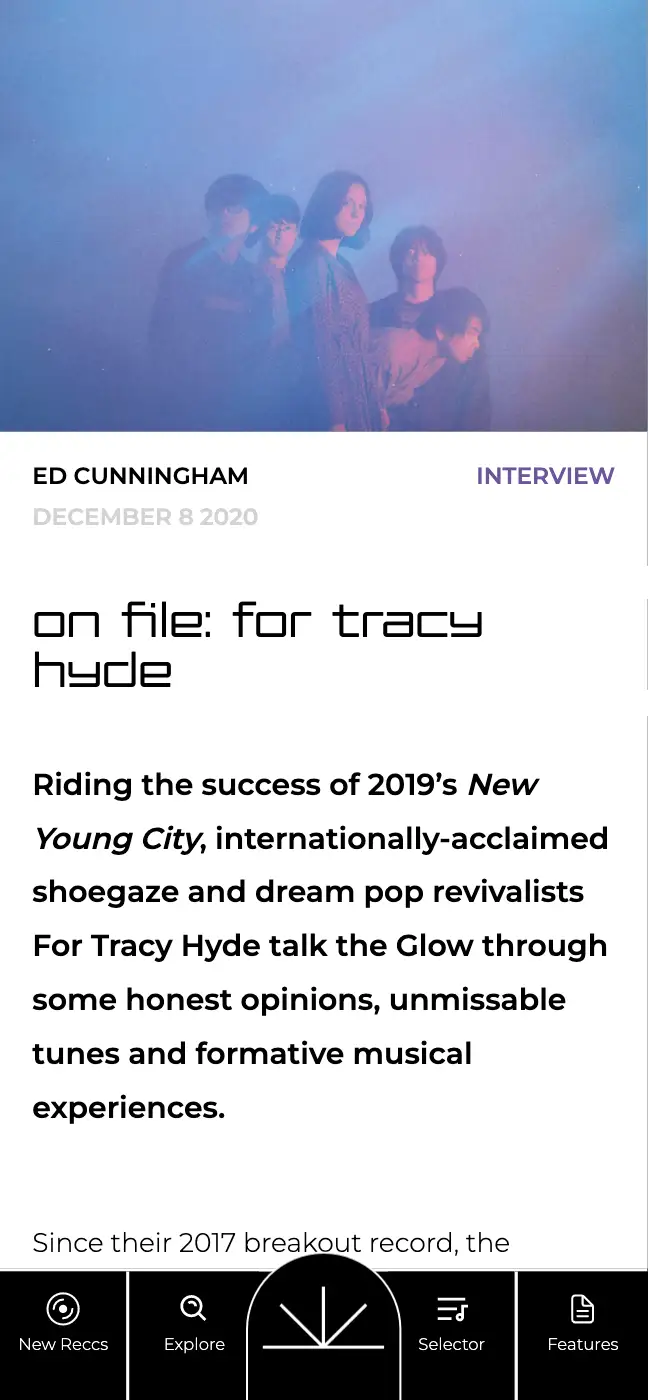 ED CUNNINGHAM
INTERVIEW
DECEMBER 8 2020
on file: for tracy
hyde
Riding the success of 2019’s New
Young City, internationally-acclaimed
shoegaze and dream pop revivalists
For Tracy Hyde talk the Glow through
some honest opinions, unmissable
tunes and formative musical
experiences.
Since their 2017 breakout record, the
New Reccs
Explore
Selector
Features